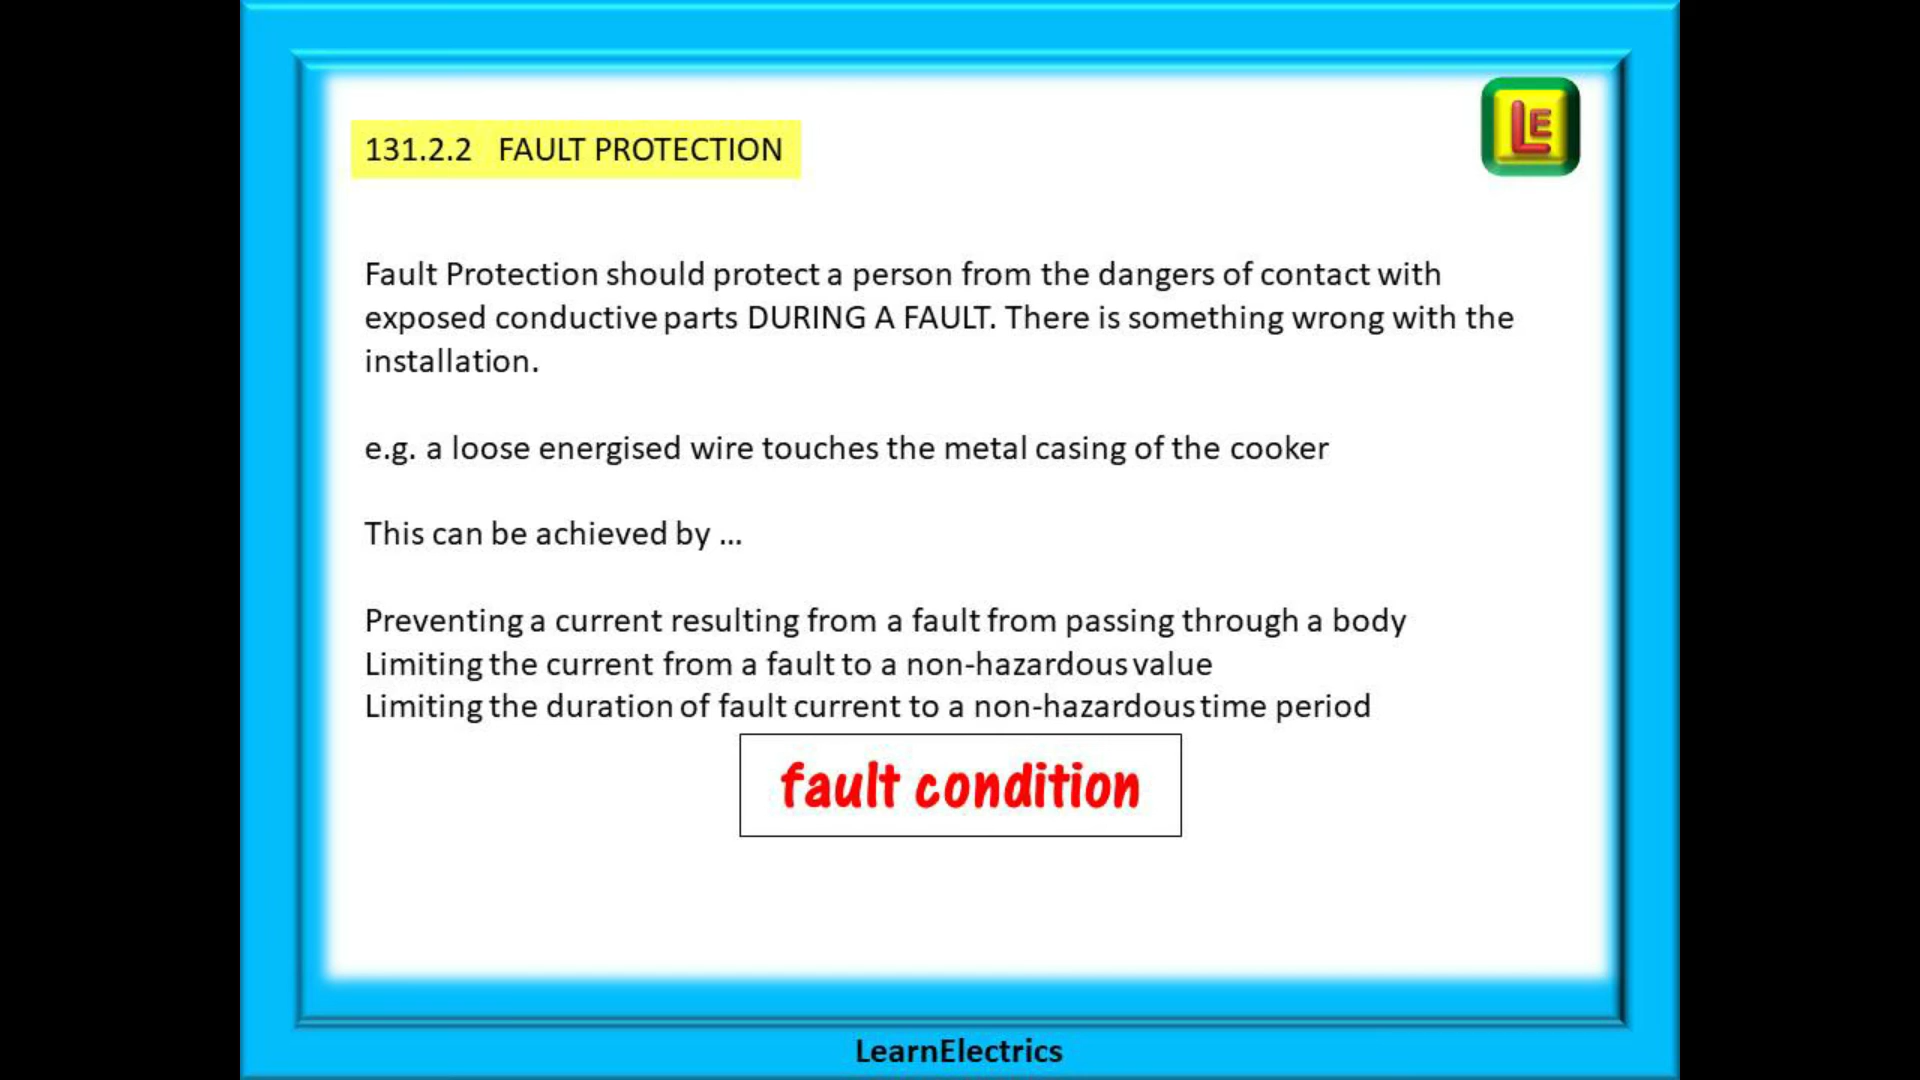 131.2.2 FAULT PROTECTION
LE
Fault Protection should protect a person from the dangers of contact with
exposed conductive parts DURING A FAULT. There is something wrong with the
installation.
e.g. a loose energised wire touches the metal casing of the cooker
This can be achieved by ...
Preventing a current resulting from a fault from passing through a body
Limiting the current from a fault to a non-hazardous value
Limiting the duration of fault current to a non-hazardous time period
fault condition
LearnElectrics